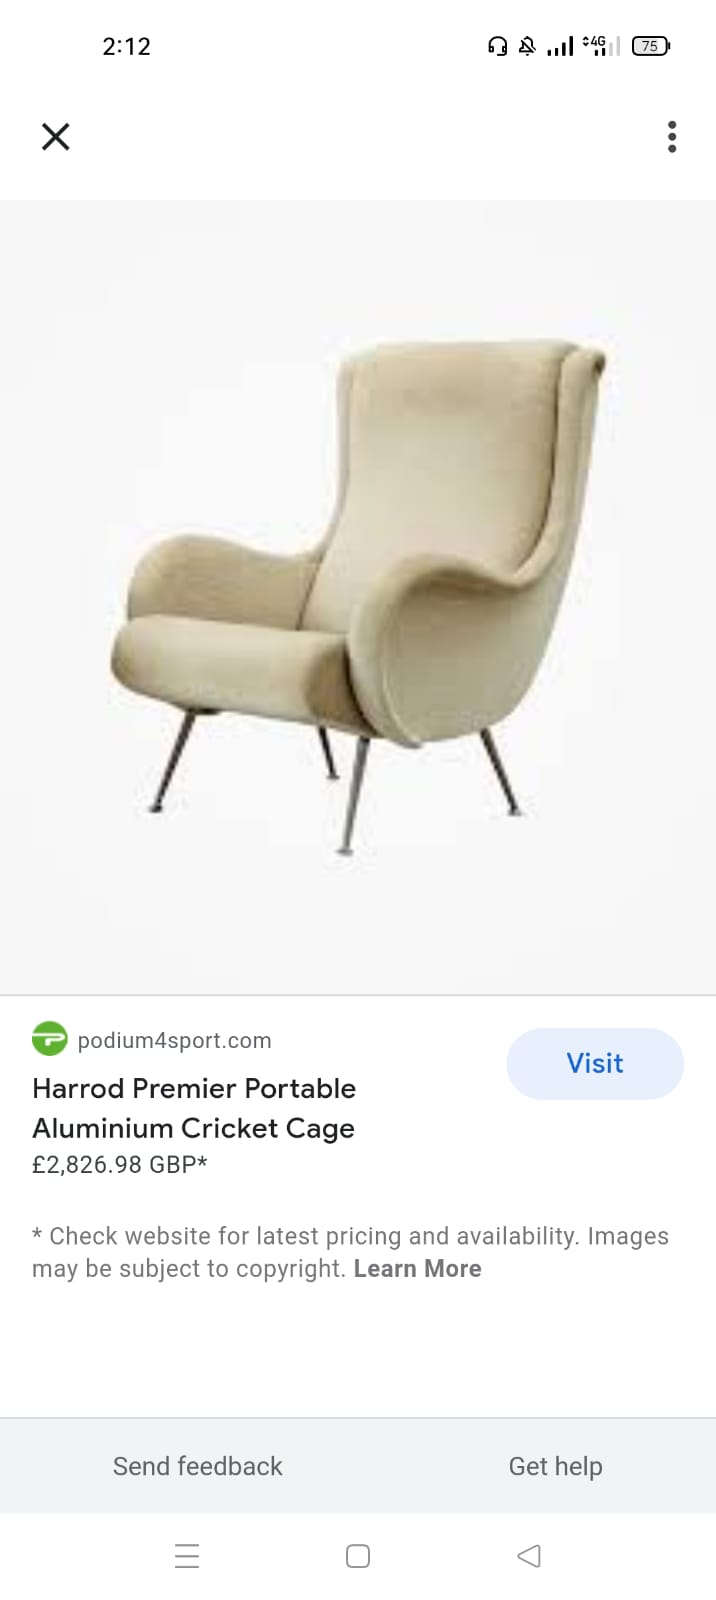 2:12
4G
75
podium4sport.com
Visit
Harrod Premier Portable
Aluminium Cricket Cage
£2,826.98 GBP*
* Check website for latest pricing and availability. Images
may be subject to copyright. Learn More
Send feedback
Get help